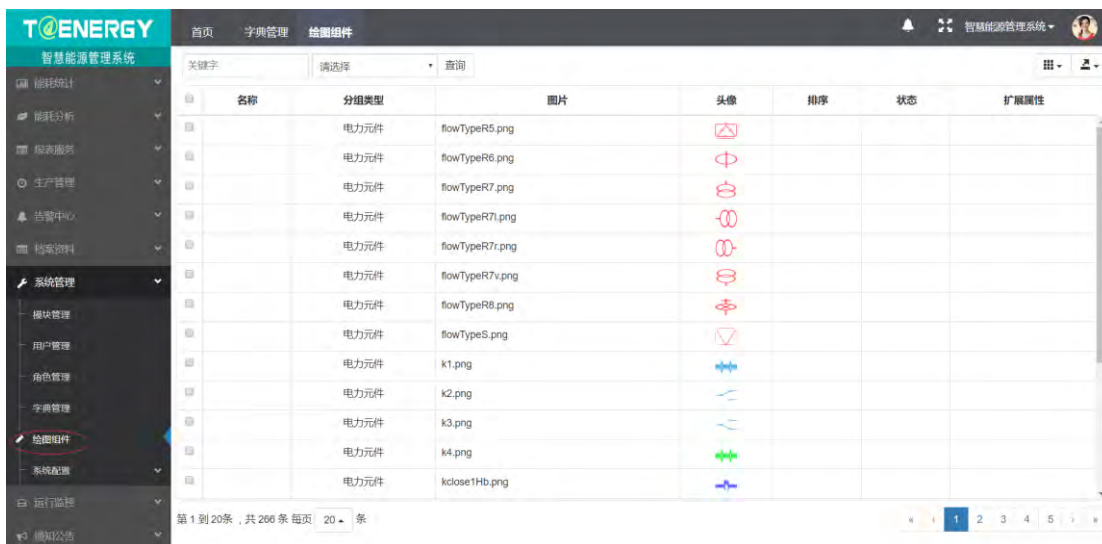 T@ENERGY
智慧能源管理系统
首页 字典管理 绘图组件
智慧能源管理系统
能耗统计
能耗分析
报表服务
生产管理
告警中心
档案资料
系统管理
模块管理
用户管理
角色管理
字典管理
绘图组件
系统配置
运行监控
通知公告
关键字 请选择 查询
名称 分组类型 图片 头像 排序 状态 扩展属性
电力元件 flowTypeR5.png
电力元件 flowTypeR6.png
电力元件 flowTypeR7.png
电力元件 flowTypeR7l.png
电力元件 flowTypeR7r.png
电力元件 flowTypeR7v.png
电力元件 flowTypeR8.png
电力元件 flowTypeS.png
电力元件 k1.png
电力元件 k2.png
电力元件 k3.png
电力元件 k4.png
电力元件 kclose1Hb.png
第 1 到 20条 , 共 266 条 每页 20 条
« ‹ 1 2 3 4 5 › »